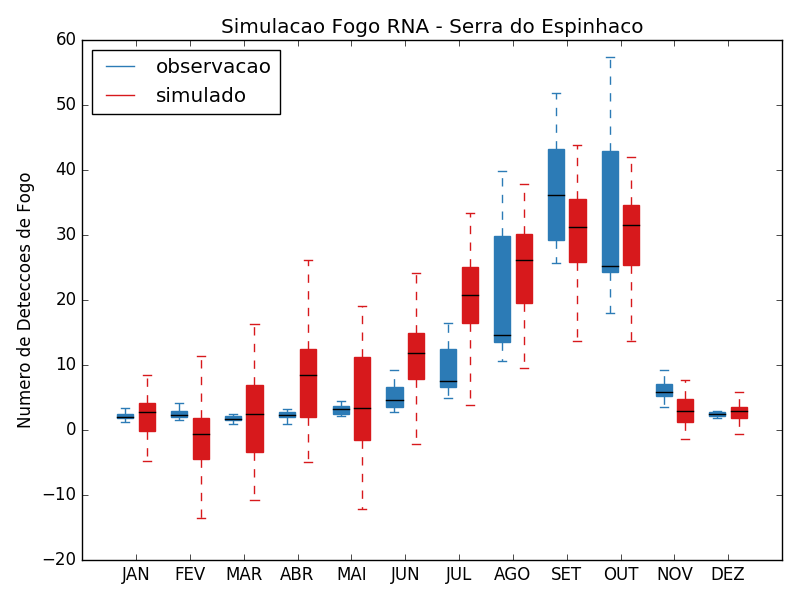 Simulacao Fogo RNA - Serra do Espinhaco
observacao
simulado
Numero de Deteccoes de Fogo
60
50
40
30
20
10
0
−10
−20
JAN FEV MAR ABR MAI JUN JUL AGO SET OUT NOV DEZ